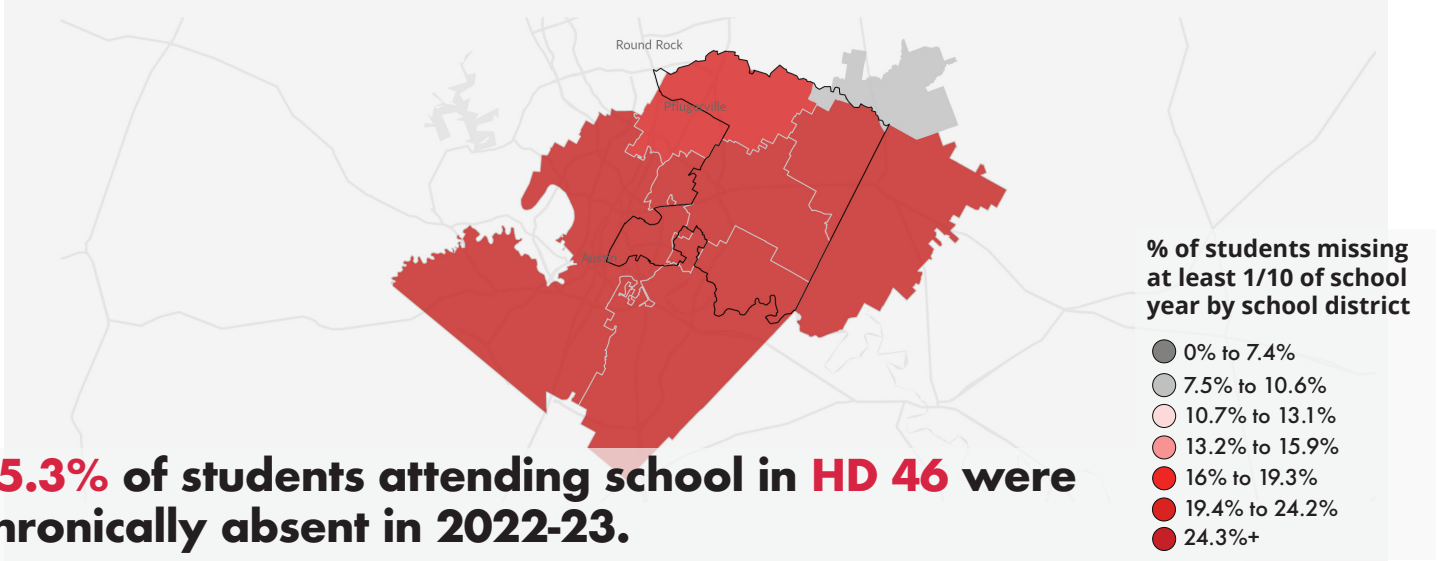 Round Rock
Pflugerville
Austin
% of students missing
at least 1/10 of school
year by school district
0% to 7.4%
7.5% to 10.6%
10.7% to 13.1%
13.2% to 15.9%
16% to 19.3%
19.4% to 24.2%
24.3%+
5.3% of students attending school in HD 46 were
hronically absent in 2022-23.